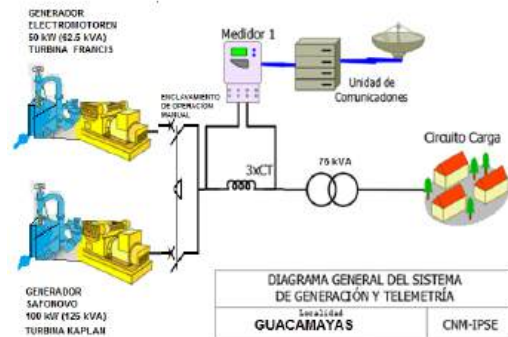 GENERADOR
ELECTROMOTOREN
50 kW (62.5 kVA)
TURBINA FRANCIS
Medidor 1
Unidad de
Comunicaciones
ENCLAVAMIENTO
DE OPERACION
MANUAL
3xCT
75 kVA
Circuito Carga
GENERADOR
SAFONOVO
100 kW (125 kVA)
TURBINA KAPLAN
DIAGRAMA GENERAL DEL SISTEMA
DE GENERACIÓN Y TELEMETRÍA
Localidad
GUACAMAYAS
CNM-IPSE